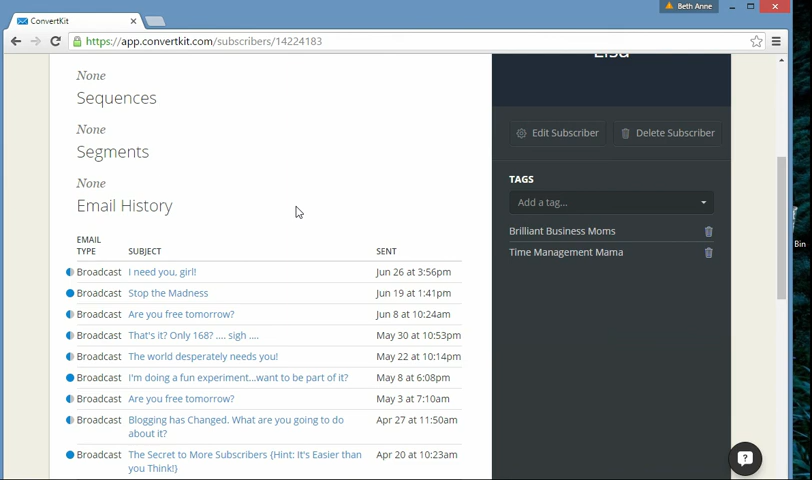 Beth Anne
ConvertKit
https://app.convertkit.com/subscribers/14224183
None
Sequences
None
Segments
None
Email History
EMAIL TYPE SUBJECT SENT
Broadcast I need you, girl! Jun 26 at 3:56pm
Broadcast Stop the Madness Jun 19 at 1:41pm
Broadcast Are you free tomorrow? Jun 8 at 10:24am
Broadcast That's it? Only 168? .... sigh .... May 30 at 10:53pm
Broadcast The world desperately needs you! May 22 at 10:14pm
Broadcast I'm doing a fun experiment...want to be part of it? May 8 at 6:08pm
Broadcast Are you free tomorrow? May 3 at 7:10am
Broadcast Blogging has Changed. What are you going to do Apr 27 at 11:50am
about it?
Broadcast The Secret to More Subscribers {Hint: It's Easier than Apr 20 at 10:23am
you Think!}
Lisa
Edit Subscriber Delete Subscriber
TAGS
Add a tag...
Brilliant Business Moms
Time Management Mama
Bin
?